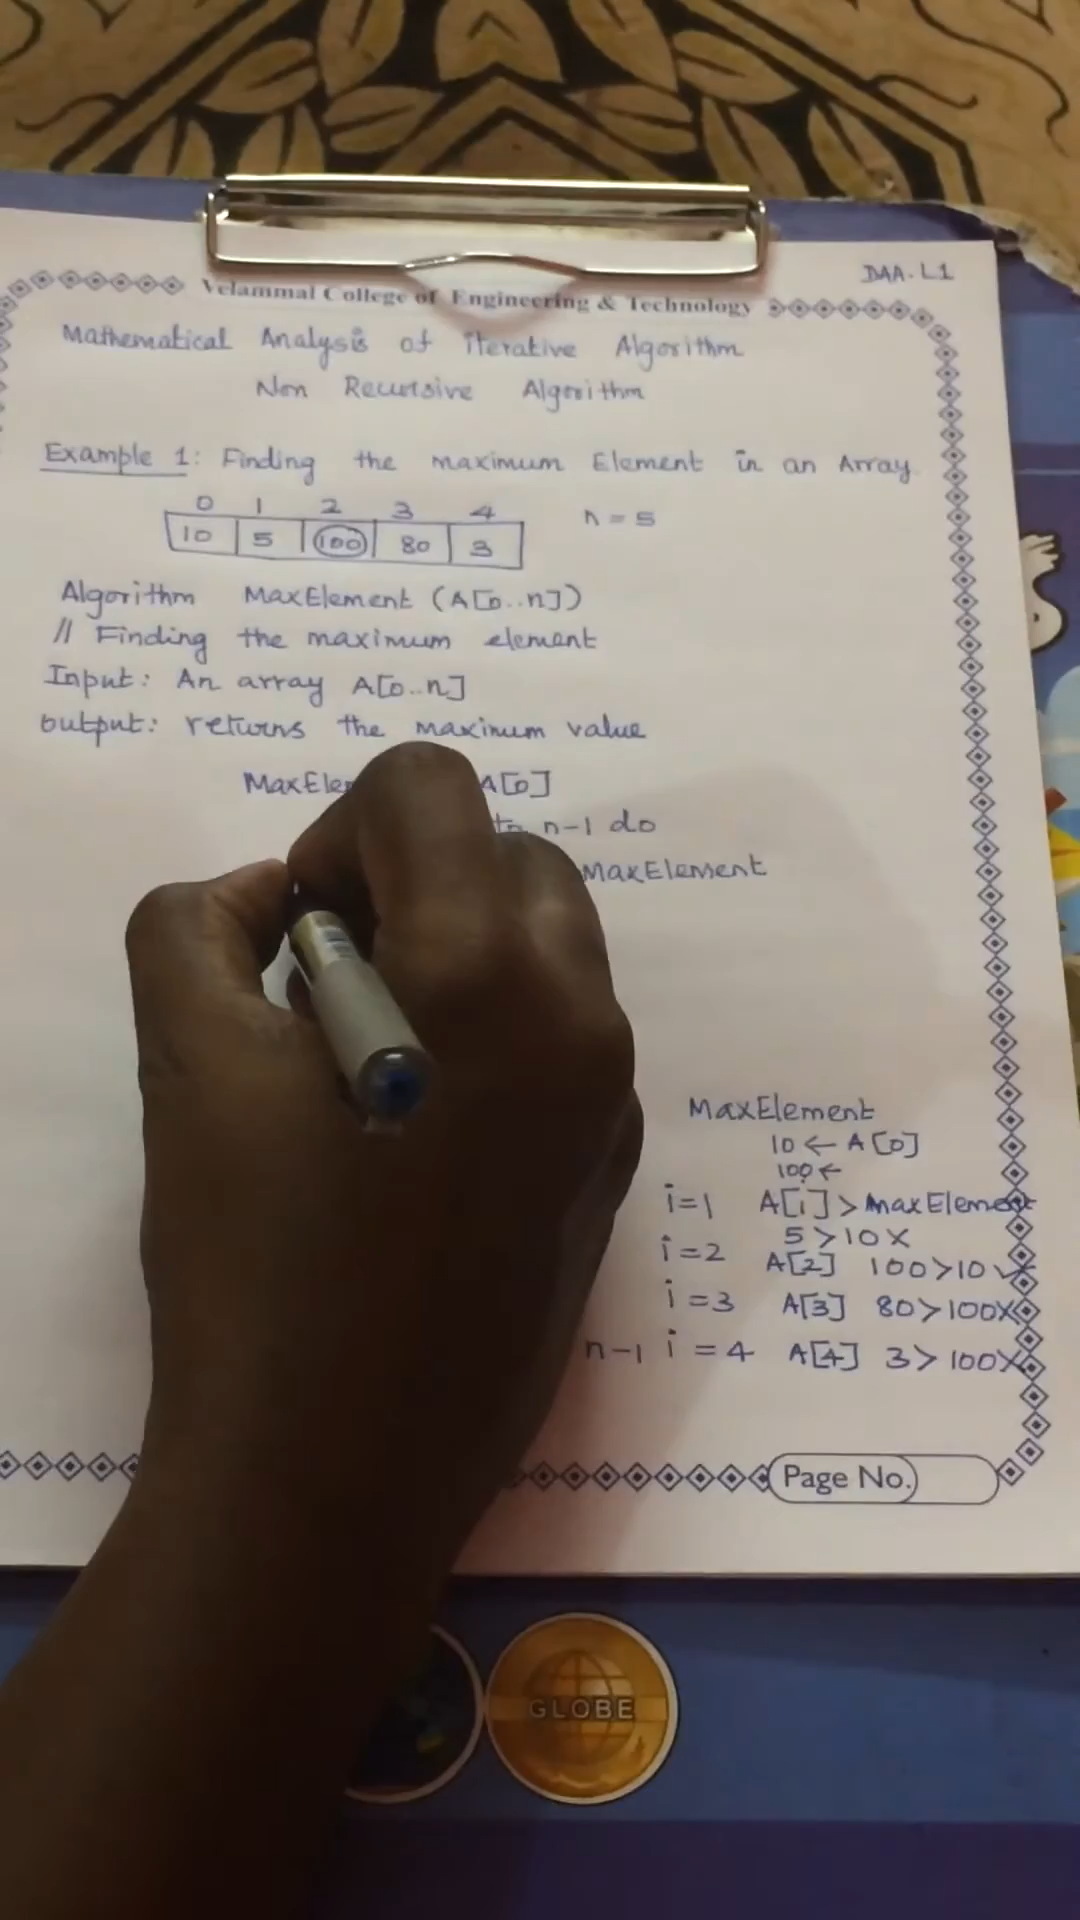 DAA-L1
Velammal College of Engineering & Technology
Mathematical Analysis of iterative Algorithm
Non Recursive Algorithm
Example 1: Finding the maximum Element in an Array
0 1 2 3 4
10 5 100 80 3 n = 5
Algorithm MaxElement (A[0..n])
// Finding the maximum element
Input: An array A[0..n]
output: returns the maximum value
A[0]
to n-1 do
MaxElement
MaxElement
10 ← A[0]
100 ←
i=1 A[i] > MaxElement
5 > 10 X
i=2 A[2] 100>10 ✓
i=3 A[3] 80>100X
n-1 i=4 A[4] 3>100X
Page No.
GLOBE